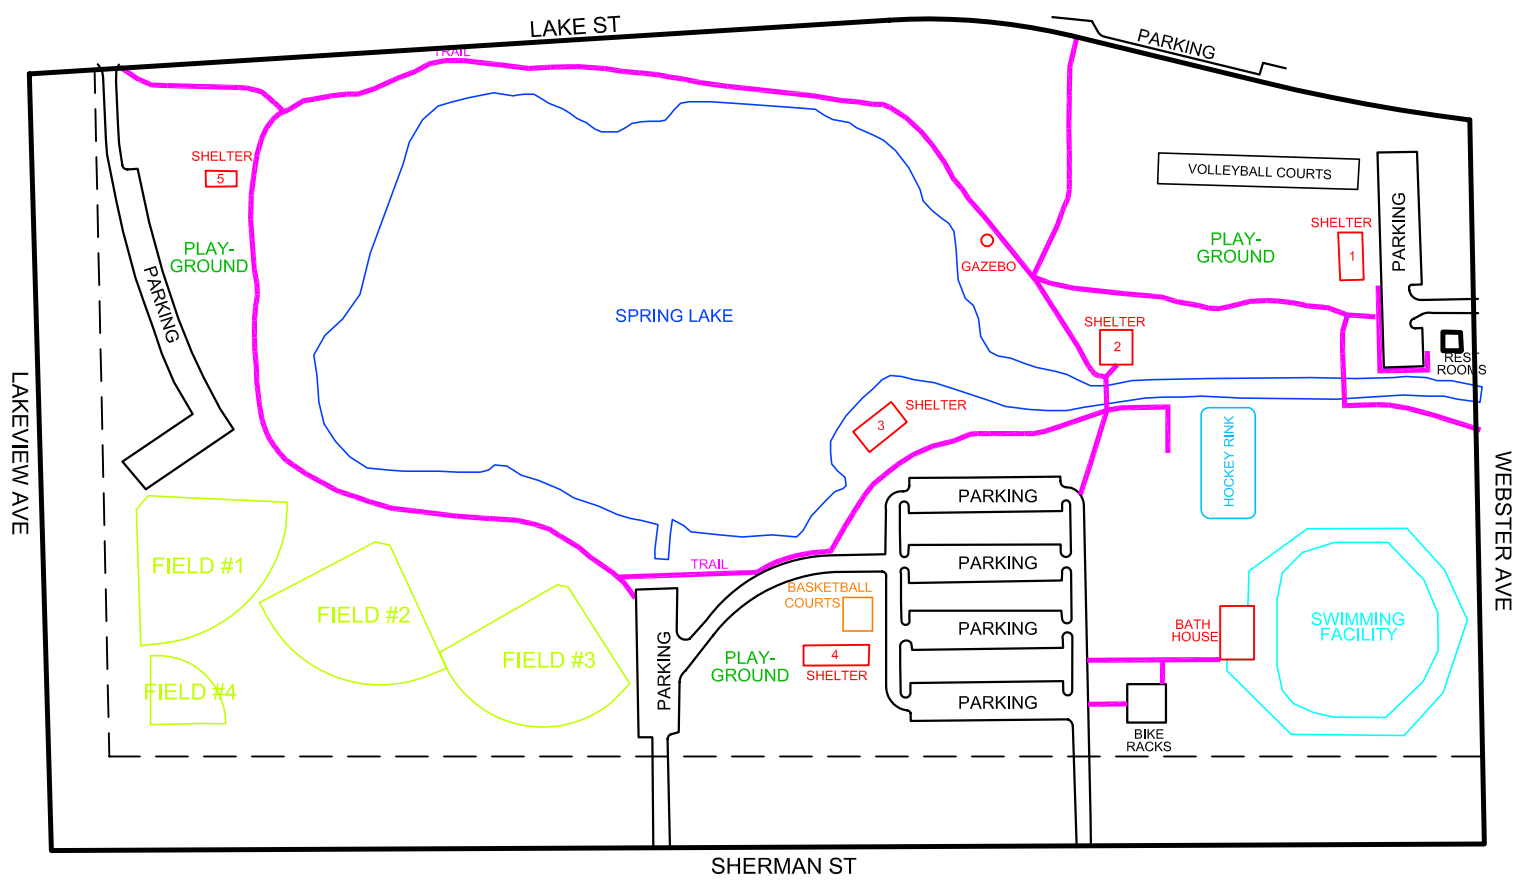 LAKE ST
TRAIL
PARKING
SHELTER
5
VOLLEYBALL COURTS
PARKING
SHELTER
1
PLAY-
GROUND
PLAY-
GROUND
GAZEBO
PARKING
SPRING LAKE
SHELTER
2
REST
ROOMS
LAKEVIEW AVE
SHELTER
3
HOCKEY RINK
WEBSTER AVE
PARKING
FIELD #1
TRAIL
PARKING
BASKETBALL
COURTS
FIELD #2
PARKING
BATH
HOUSE
SWIMMING
FACILITY
FIELD #3
PARKING
PLAY-
GROUND
4
SHELTER
FIELD #4
PARKING
BIKE
RACKS
SHERMAN ST